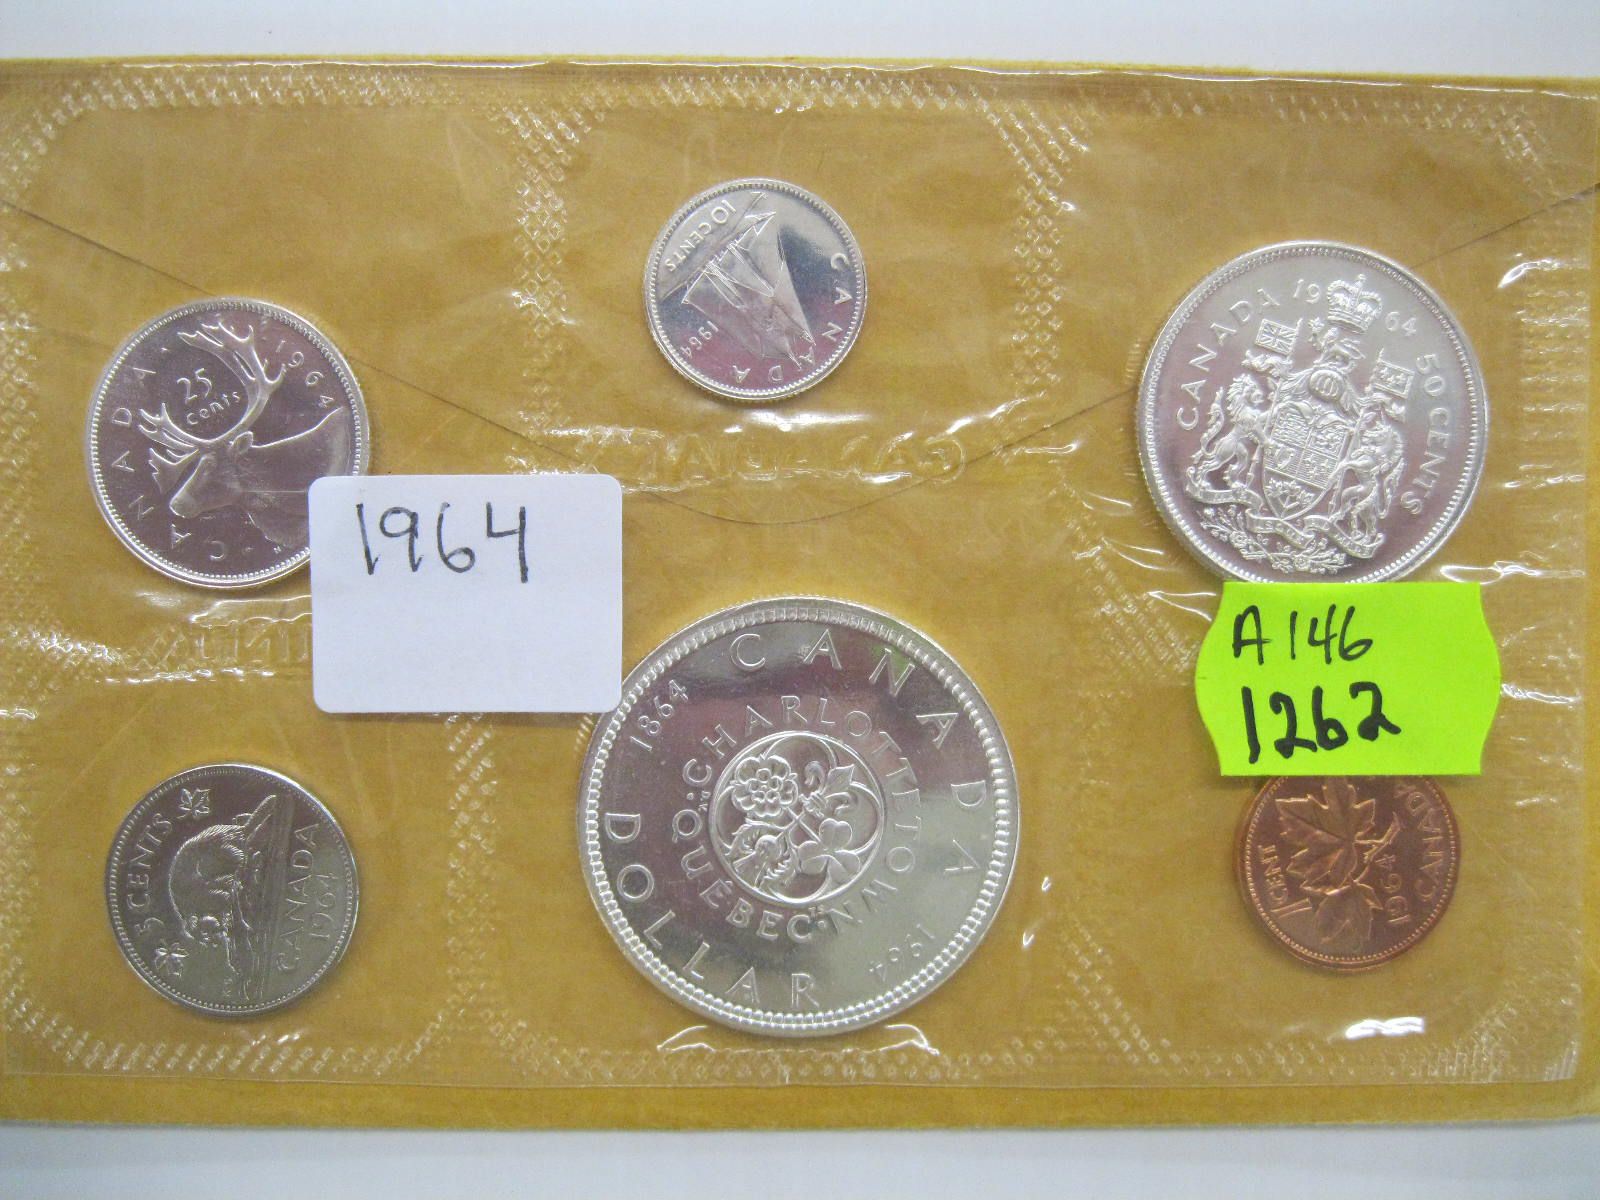 CANADA 1964
25
cents
1964
10 CENTS
CANADA
1964
CANADA 1964 50 CENTS
A146
1262
5 CENTS
CANADA
1964
CANADA
1864
1964
DOLLAR
CHARLOTTETOWN
QUÉBEC
1 CENT
1964
CANADA